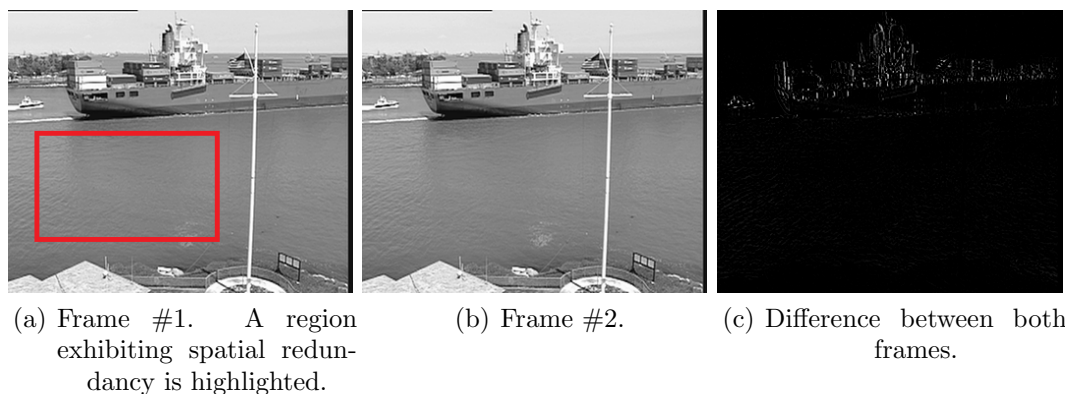 (a) Frame #1. A region
exhibiting spatial redun-
dancy is highlighted.
(b) Frame #2.
(c) Difference between both
frames.